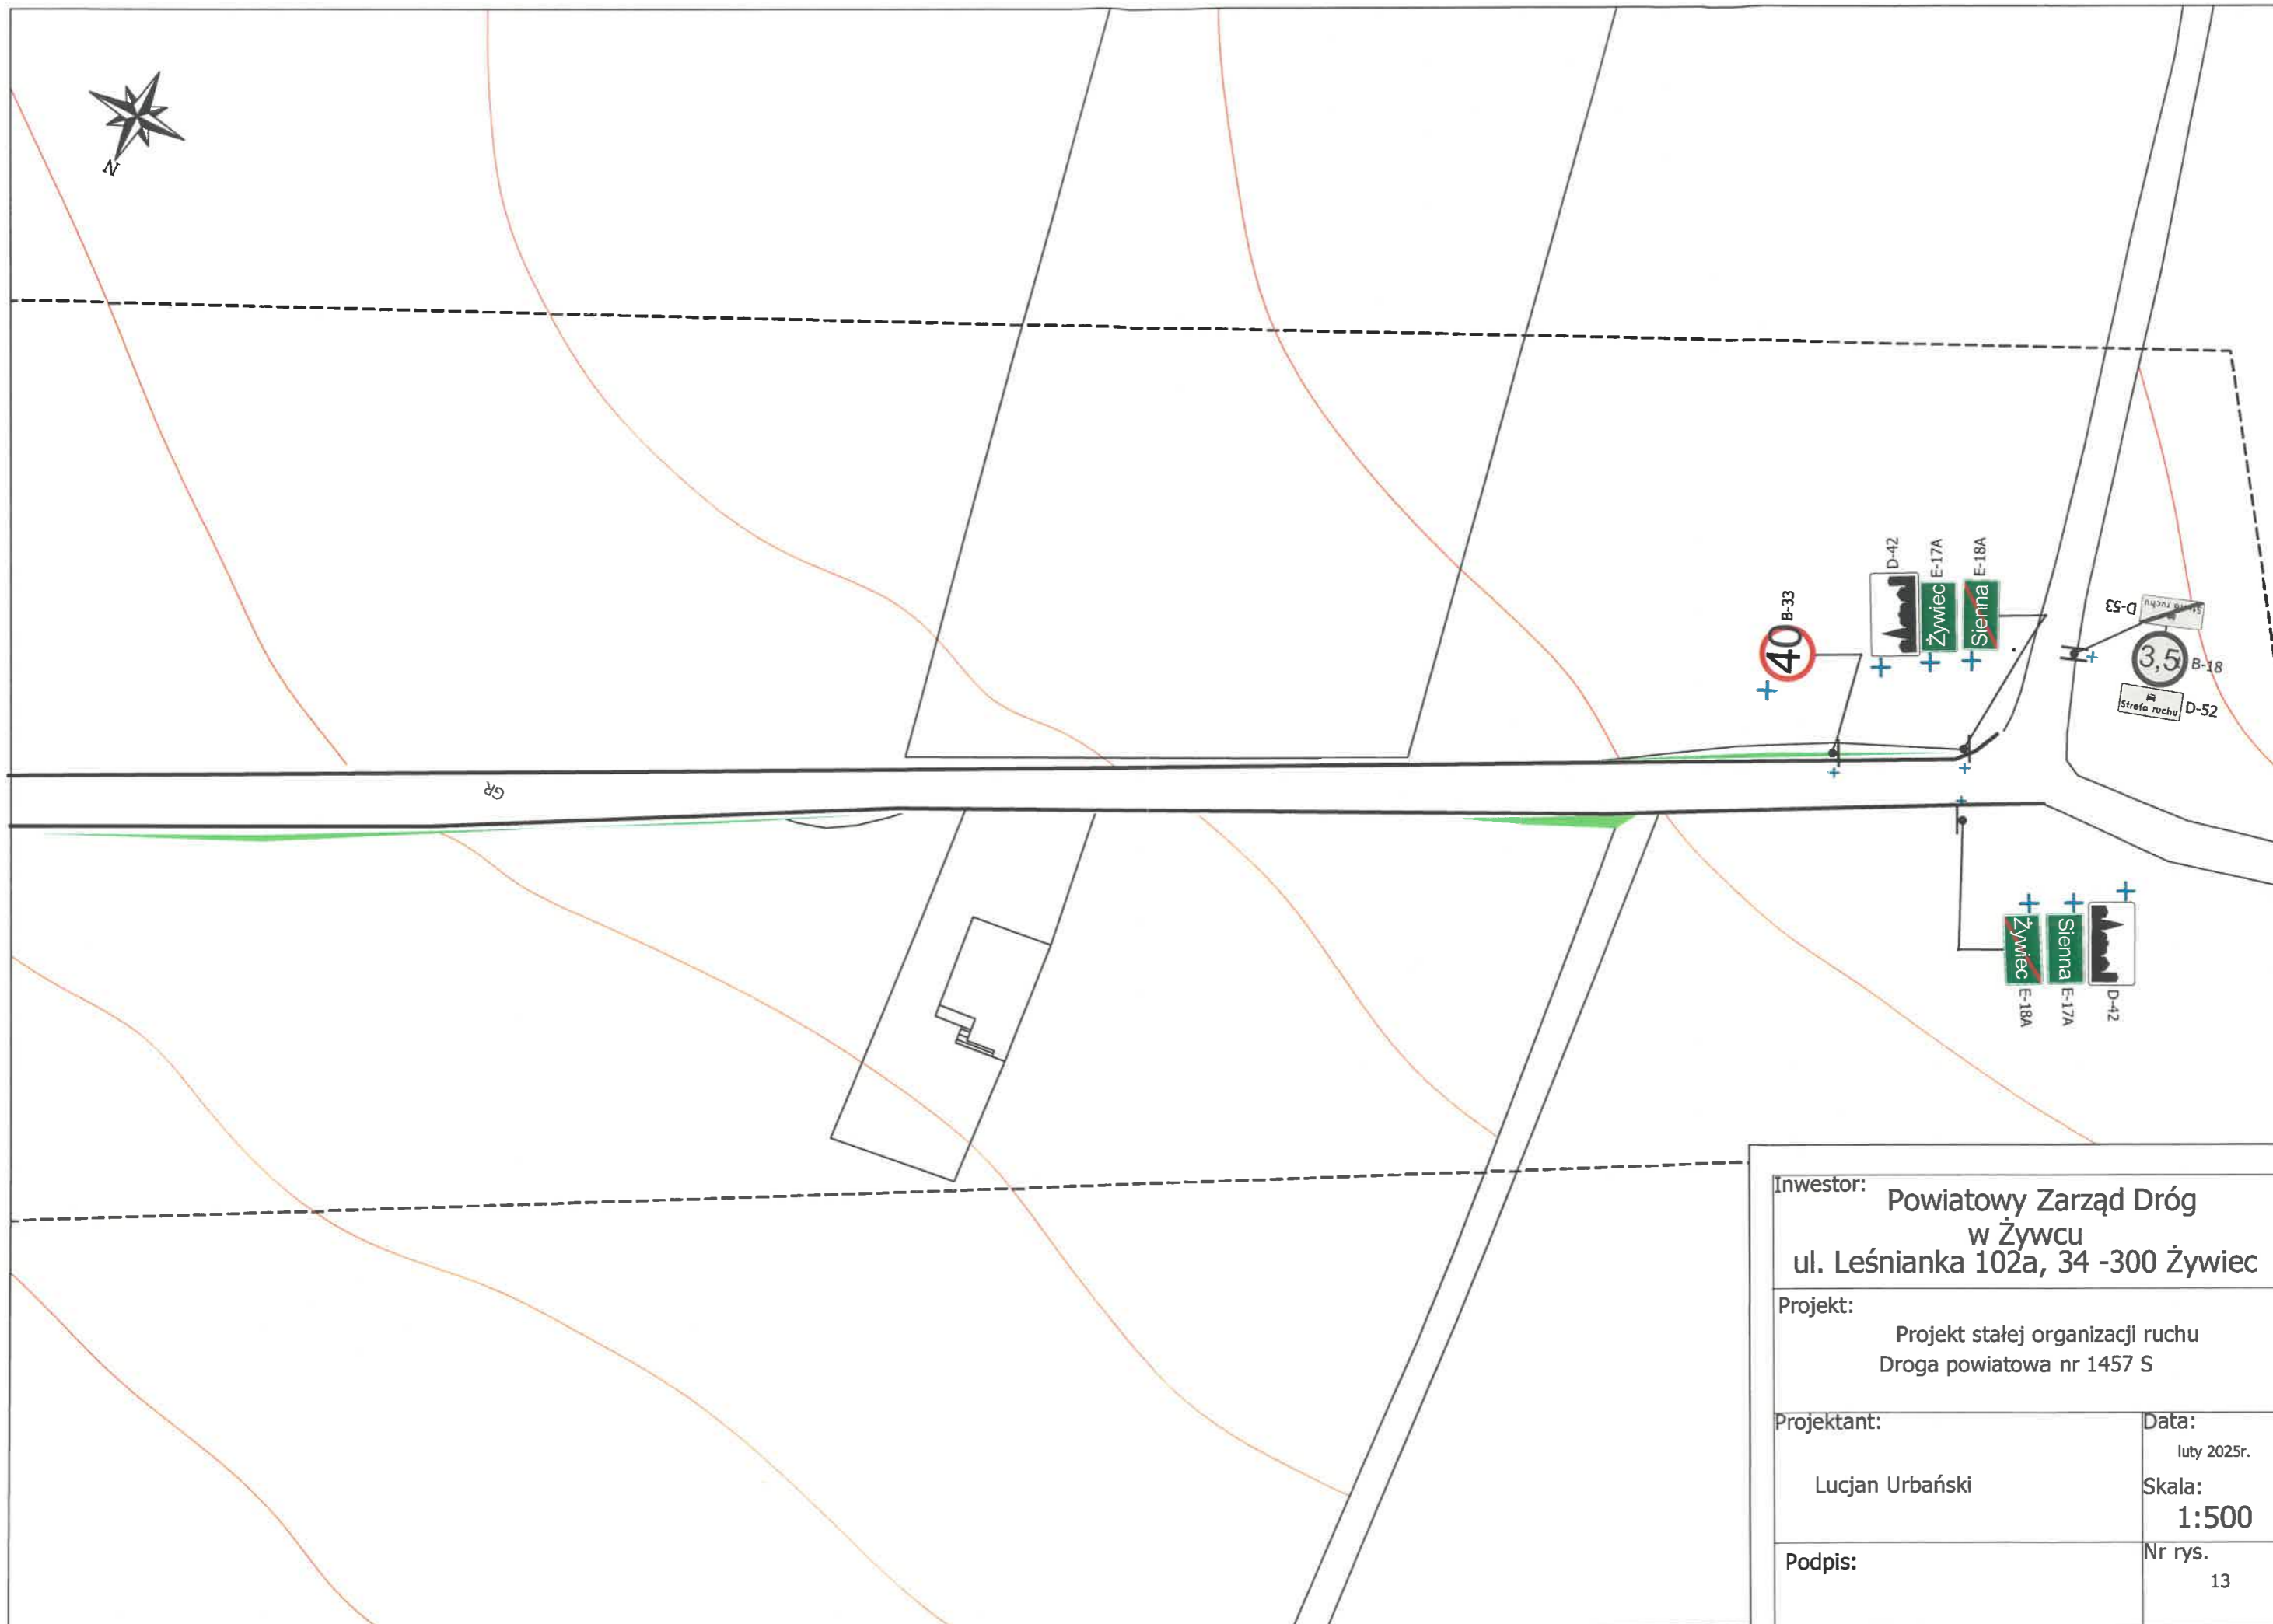 N
GR
40
B-33
D-42
Żywiec
E-17A
Sienna
E-18A
D-53
Strefa ruchu
3,5t
B-18
Strefa ruchu
D-52
Żywiec
E-18A
Sienna
E-17A
D-42
Inwestor:
Powiatowy Zarząd Dróg
w Żywcu
ul. Leśnianka 102a, 34 -300 Żywiec
Projekt:
Projekt stałej organizacji ruchu
Droga powiatowa nr 1457 S
Projektant:
Lucjan Urbański
Data:
luty 2025r.
Skala:
1:500
Podpis:
Nr rys.
13